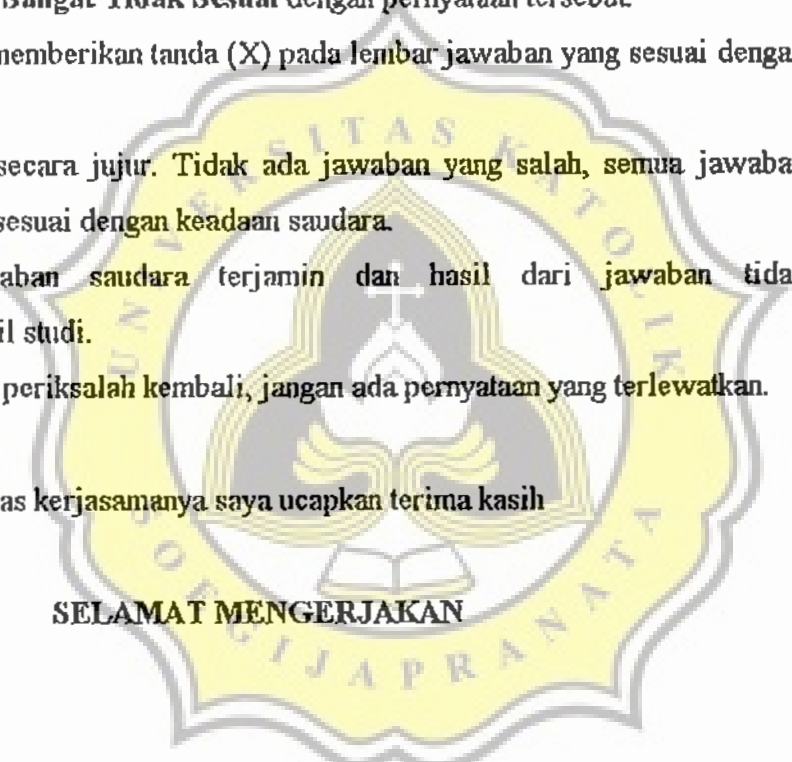 Sangat Tidak Sesuai dengan pernyataan tersebut.
memberikan tanda (X) pada lembar jawaban yang sesuai denga
secara jujur. Tidak ada jawaban yang salah, semua jawaba
sesuai dengan keadaan saudara.
aban saudara terjamin dan hasil dari jawaban tida
il studi.
periksalah kembali, jangan ada pernyataan yang terlewatkan.
as kerjasamanya saya ucapkan terima kasih
SELAMAT MENGERJAKAN
UNIVERSITAS KATOLIK
SOEGIJAPRANATA